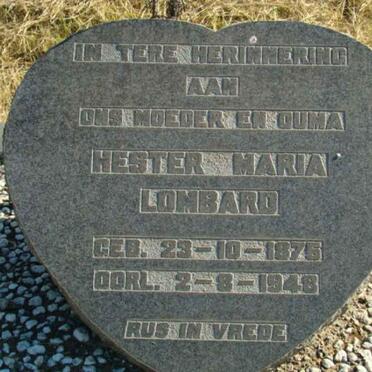 IN TERE HERINNERING
AAN
ONS MOEDER EN OUMA
HESTER MARIA
LOMBARD
GEB. 23-10-1875
OORL. 2-8-1948
RUS IN VREDE